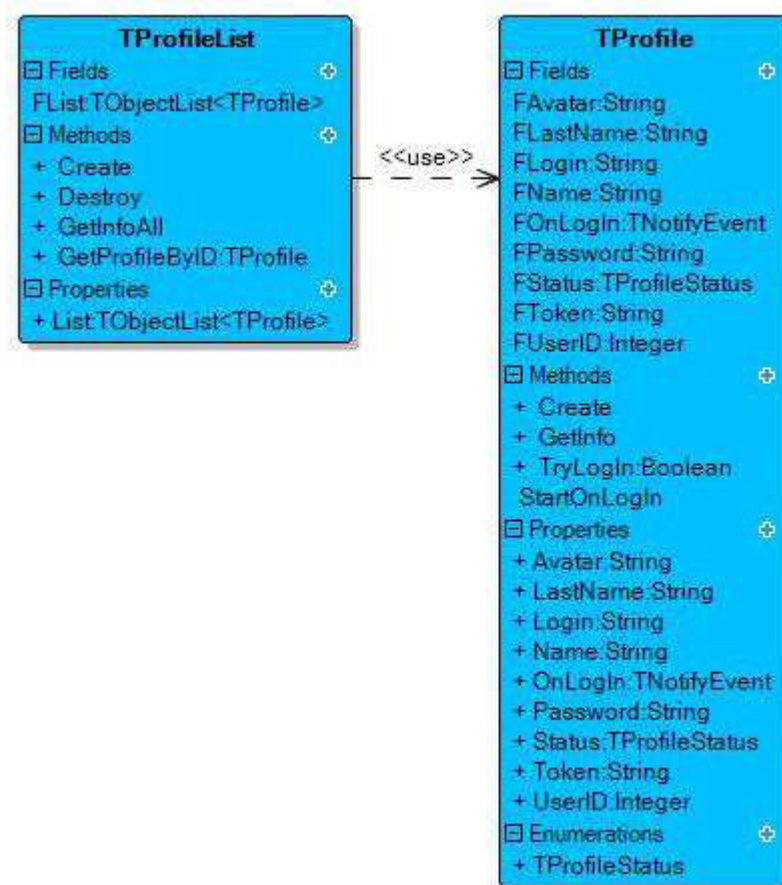 TProfileList
Fields
FList:TObjectList<TProfile>
Methods
+ Create
+ Destroy
+ GetInfoAll
+ GetProfileByID:TProfile
Properties
+ List:TObjectList<TProfile>
<<use>>
TProfile
Fields
FAvatar:String
FLastName:String
FLogin:String
FName:String
FOnLogIn:TNotifyEvent
FPassword:String
FStatus:TProfileStatus
FToken:String
FUserID:Integer
Methods
+ Create
+ GetInfo
+ TryLogIn:Boolean
StartOnLogIn
Properties
+ Avatar:String
+ LastName:String
+ Login:String
+ Name:String
+ OnLogIn:TNotifyEvent
+ Password:String
+ Status:TProfileStatus
+ Token:String
+ UserID:Integer
Enumerations
+ TProfileStatus